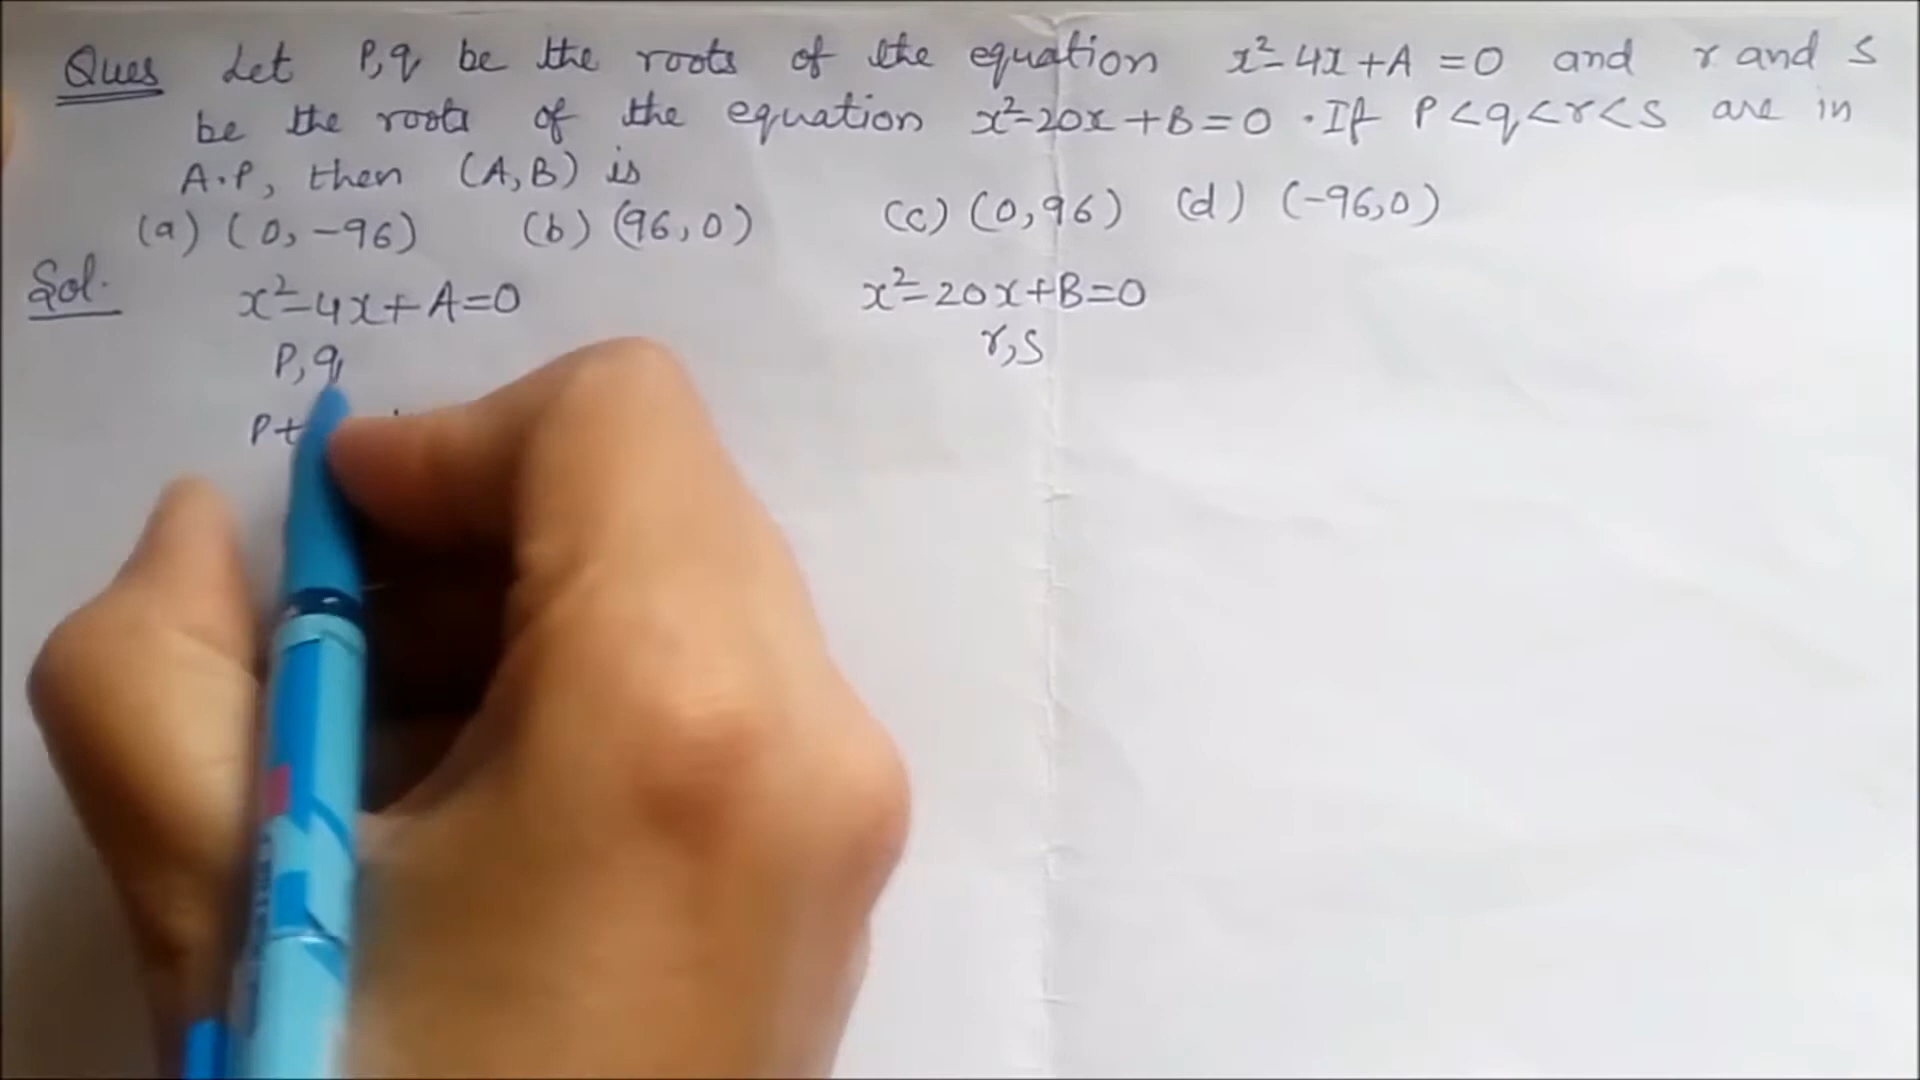 Ques Let P,q be the roots of the equation x²-4x+A=0 and r and s
be the roots of the equation x²-20x+B=0. If P<q<r<s are in
A.P, then (A,B) is
(a) (0,-96) (b) (96,0) (c) (0,96) (d) (-96,0)
Sol. x²-4x+A=0 x²-20x+B=0
P,q r,s
P+